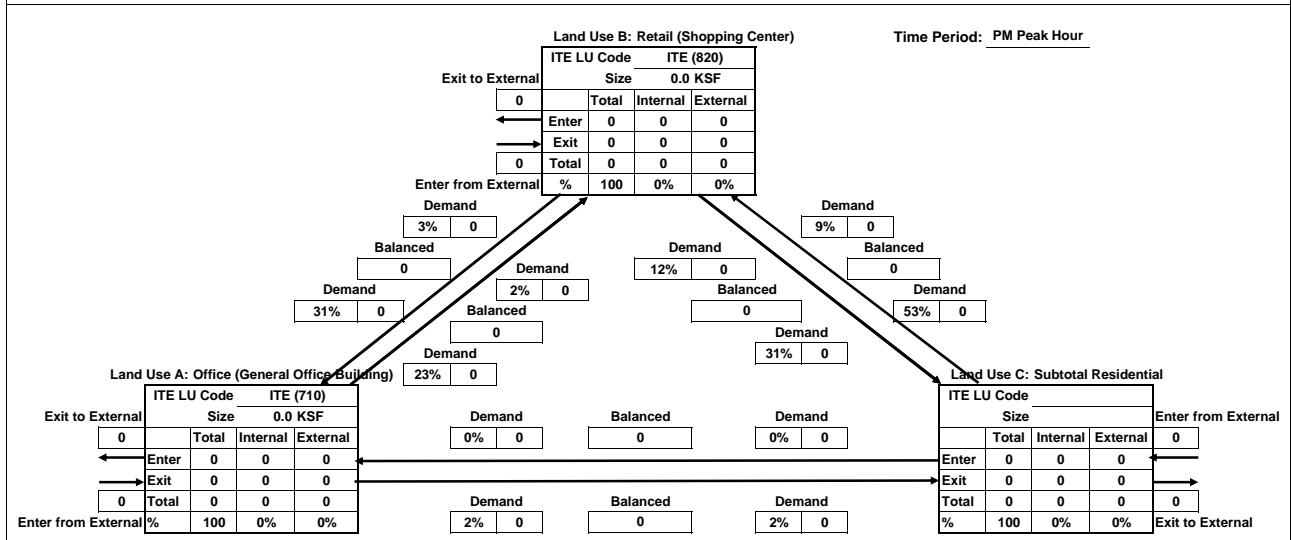 Land Use B: Retail (Shopping Center)
Time Period: PM Peak Hour
ITE LU Code ITE (820)
Exit to External Size 0.0 KSF
0 Total Internal External
Enter 0 0 0
Exit 0 0 0
0 Total 0 0 0
Enter from External % 100 0% 0%
Demand Demand
3% 0 9% 0
Balanced Demand Balanced
0 Demand 12% 0 0
Demand 2% 0 Balanced Demand
31% 0 Balanced 0 53% 0
0 Demand
Demand 31% 0
Land Use A: Office (General Office Building) 23% 0 Land Use C: Subtotal Residential
ITE LU Code ITE (710) ITE LU Code
Exit to External Size 0.0 KSF Demand Balanced Demand Size Enter from External
0 Total Internal External 0% 0 0 0% 0 Total Internal External 0
Enter 0 0 0 Enter 0 0 0
Exit 0 0 0 Exit 0 0 0
0 Total 0 0 0 Demand Balanced Demand Total 0 0 0 0
Enter from External % 100 0% 0% 2% 0 0 2% 0 % 100 0% 0% Exit to External